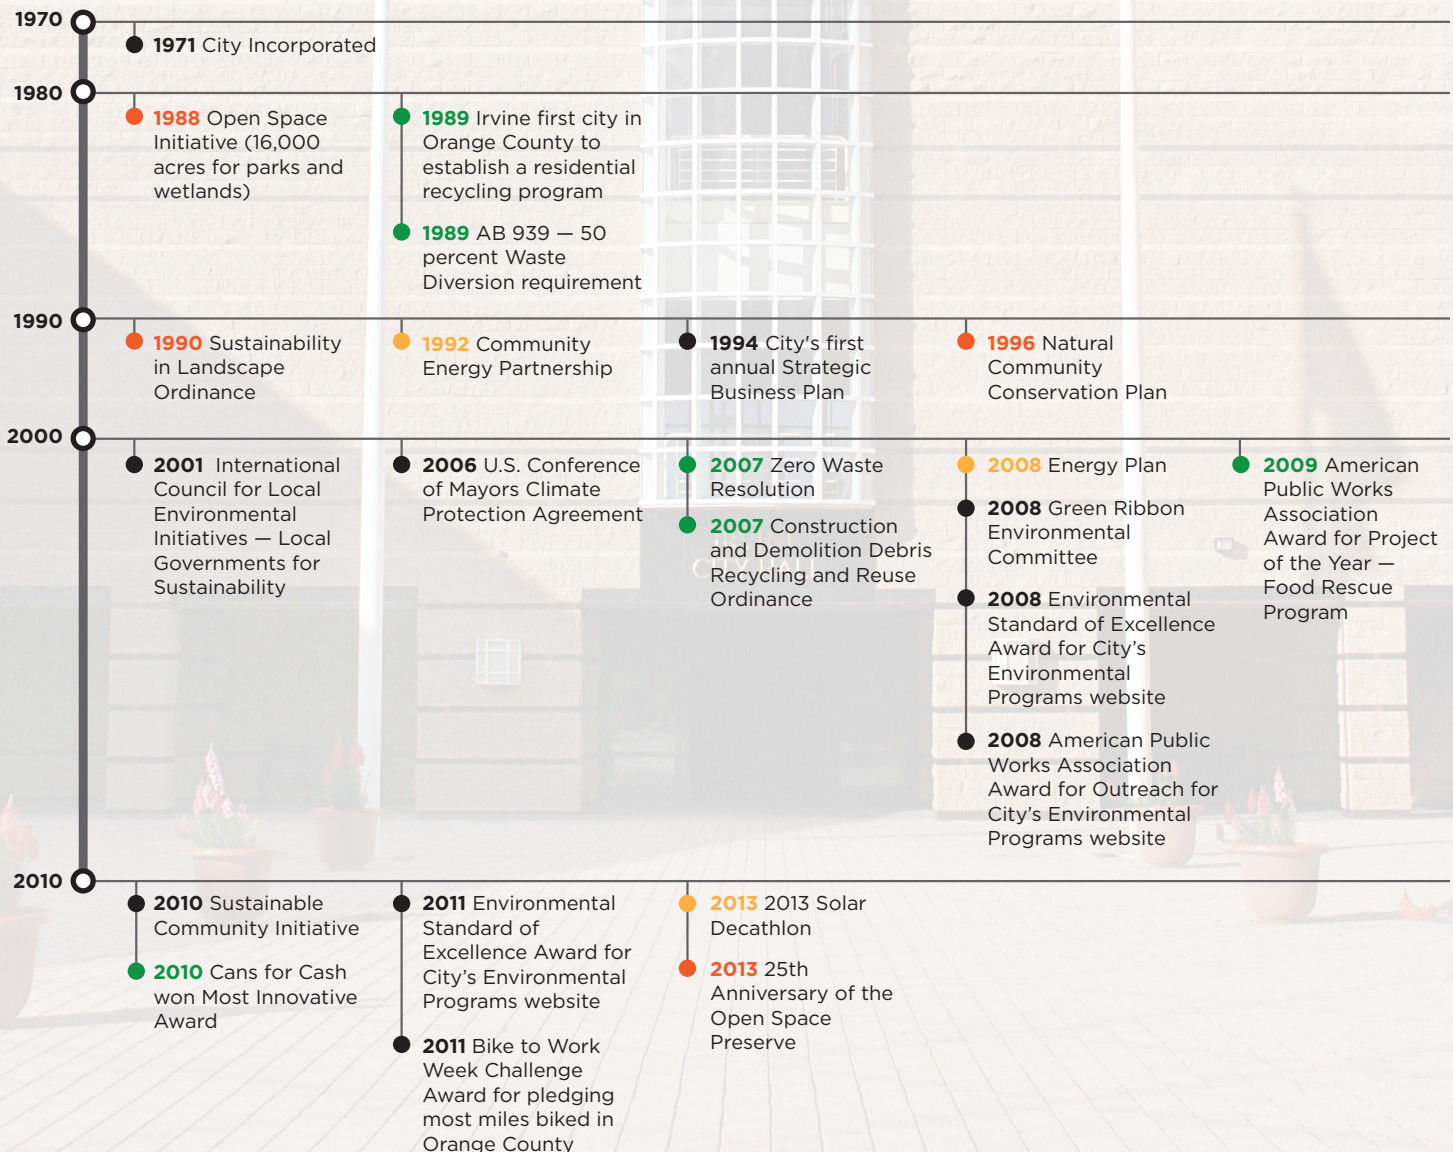 1970
1971 City Incorporated
1980
1988 Open Space
Initiative (16,000
acres for parks and
wetlands)
1989 Irvine first city in
Orange County to
establish a residential
recycling program
1989 AB 939 — 50
percent Waste
Diversion requirement
1990
1990 Sustainability
in Landscape
Ordinance
1992 Community
Energy Partnership
1994 City's first
annual Strategic
Business Plan
1996 Natural
Community
Conservation Plan
2000
2001 International
Council for Local
Environmental
Initiatives — Local
Governments for
Sustainability
2006 U.S. Conference
of Mayors Climate
Protection Agreement
2007 Zero Waste
Resolution
2007 Construction
and Demolition Debris
Recycling and Reuse
Ordinance
2008 Energy Plan
2008 Green Ribbon
Environmental
Committee
2008 Environmental
Standard of Excellence
Award for City’s
Environmental
Programs website
2008 American Public
Works Association
Award for Outreach for
City’s Environmental
Programs website
2009 American
Public Works
Association
Award for Project
of the Year —
Food Rescue
Program
CITY HALL
2010
2010 Sustainable
Community Initiative
2010 Cans for Cash
won Most Innovative
Award
2011 Environmental
Standard of
Excellence Award for
City’s Environmental
Programs website
2011 Bike to Work
Week Challenge
Award for pledging
most miles biked in
Orange County
2013 2013 Solar
Decathlon
2013 25th
Anniversary of the
Open Space
Preserve